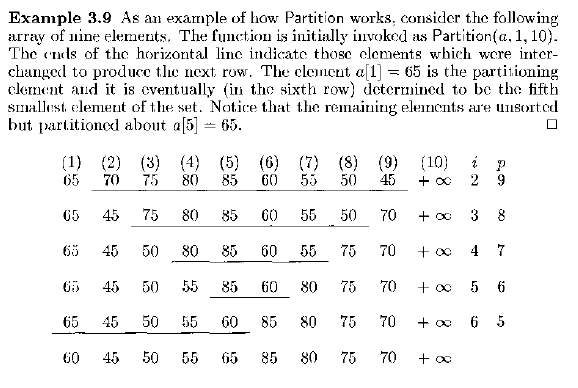 Example 3.9 As an example of how Partition works, consider the following
array of nine elements. The function is initially invoked as Partition(a, 1, 10).
The ends of the horizontal line indicate those elements which were inter-
changed to produce the next row. The element a[1] = 65 is the partitioning
element and it is eventually (in the sixth row) determined to be the fifth
smallest element of the set. Notice that the remaining elements are unsorted
but partitioned about a[5] = 65. □
(1) (2) (3) (4) (5) (6) (7) (8) (9) (10) i p
65 70 75 80 85 60 55 50 45 +∞ 2 9
65 45 75 80 85 60 55 50 70 +∞ 3 8
65 45 50 80 85 60 55 75 70 +∞ 4 7
65 45 50 55 85 60 80 75 70 +∞ 5 6
65 45 50 55 60 85 80 75 70 +∞ 6 5
60 45 50 55 65 85 80 75 70 +∞